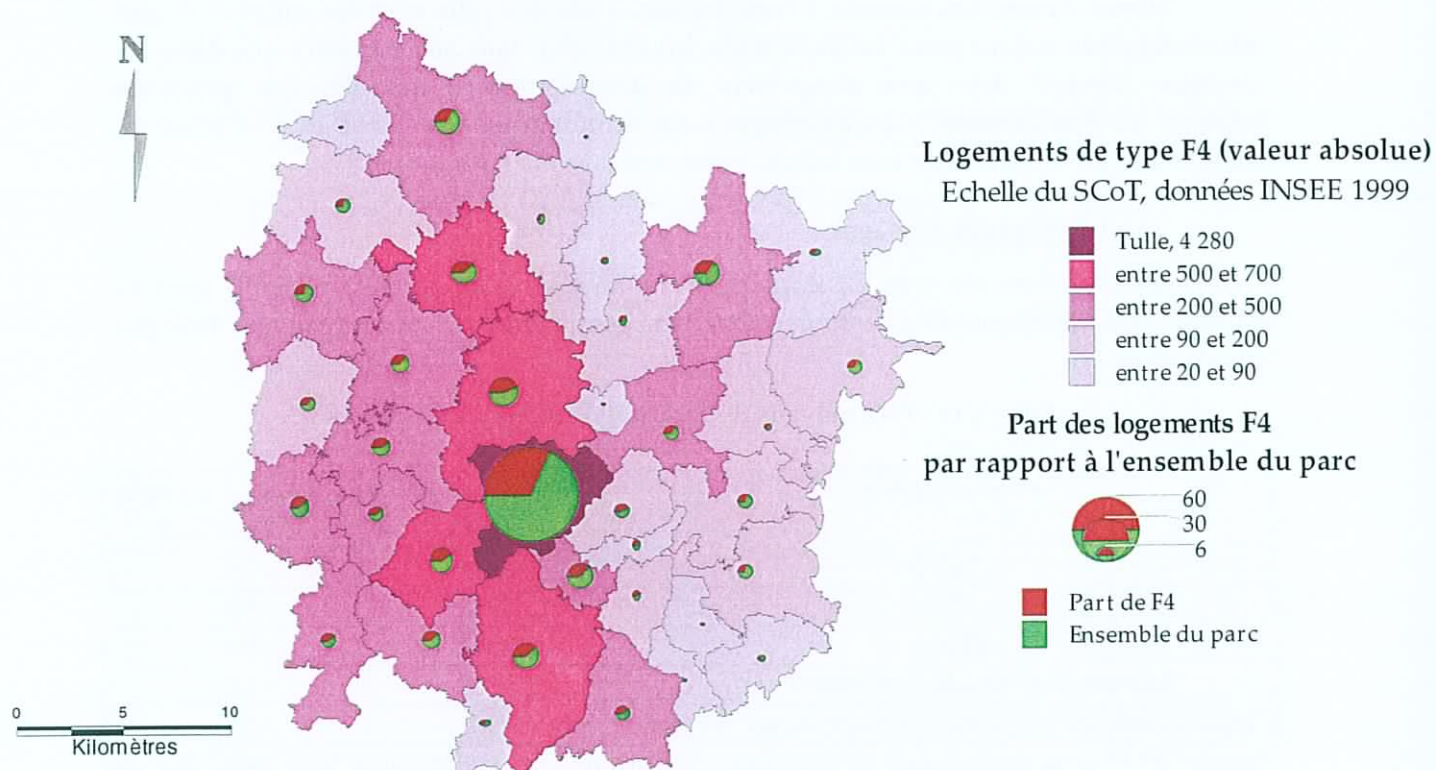 N
Logements de type F4 (valeur absolue)
Echelle du SCoT, données INSEE 1999
Tulle, 4 280
entre 500 et 700
entre 200 et 500
entre 90 et 200
entre 20 et 90
Part des logements F4
par rapport à l'ensemble du parc
60
30
6
Part de F4
Ensemble du parc
0 5 10
Kilomètres